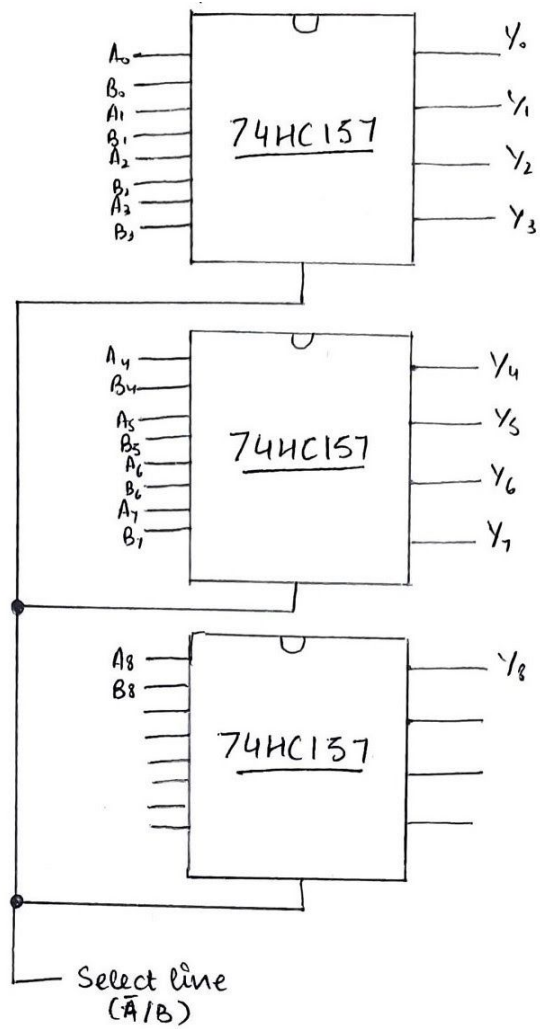 A₀
B₀
A₁
B₁
A₂
B₂
A₃
B₃
74HC157
Y₀
Y₁
Y₂
Y₃
A₄
B₄
A₅
B₅
A₆
B₆
A₇
B₇
74HC157
Y₄
Y₅
Y₆
Y₇
A₈
B₈
74HC157
Y₈
Select line
(Ā/B)